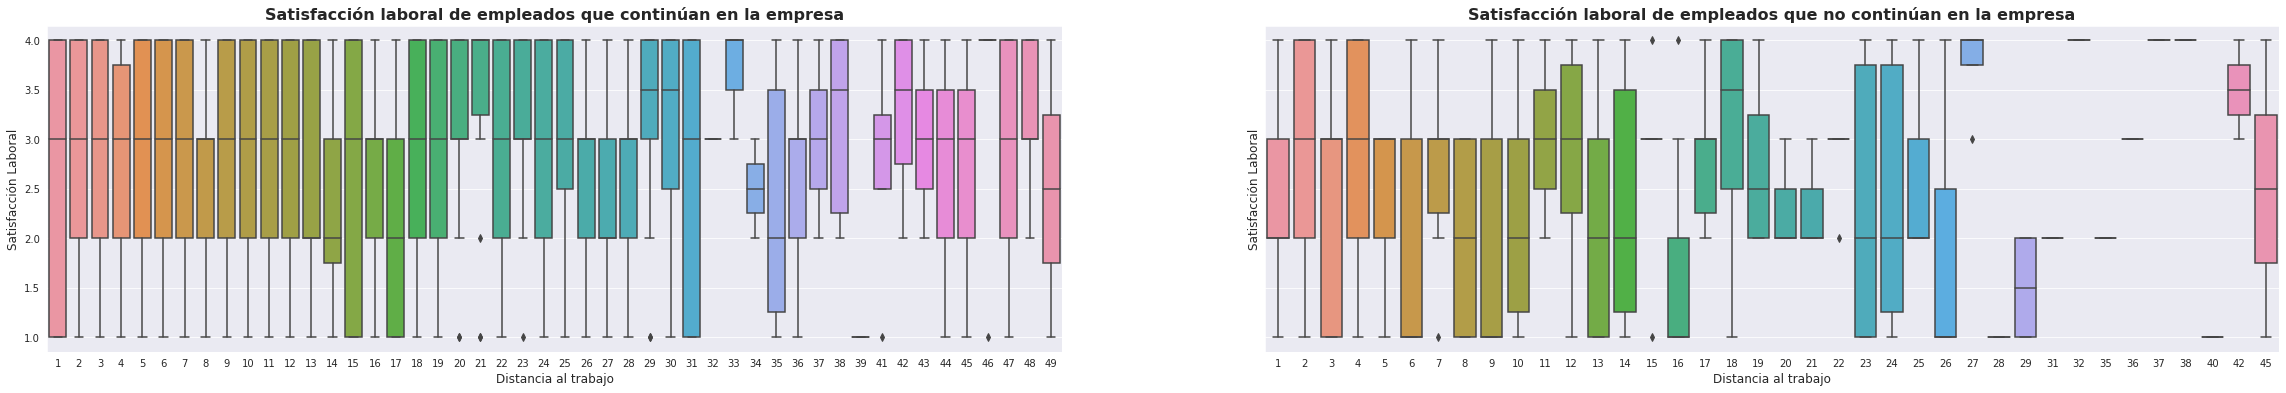 Satisfacción laboral de empleados que continúan en la empresa
Satisfacción Laboral
4.0
3.5
3.0
2.5
2.0
1.5
1.0
1 2 3 4 5 6 7 8 9 10 11 12 13 14 15 16 17 18 19 20 21 22 23 24 25 26 27 28 29 30 31 32 33 34 35 36 37 38 39 41 42 43 44 45 46 47 48 49
Distancia al trabajo
Satisfacción laboral de empleados que no continúan en la empresa
Satisfacción Laboral
1 2 3 4 5 6 7 8 9 10 11 12 13 14 15 16 17 18 19 20 21 22 23 24 25 26 27 28 29 31 32 35 36 37 38 40 42 45
Distancia al trabajo